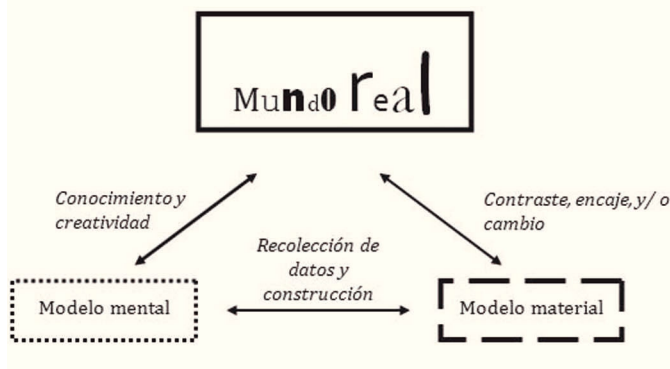 Mundo real
Conocimiento y
creatividad
Contraste, encaje, y/ o
cambio
Recolección de
datos y
construcción
Modelo mental
Modelo material